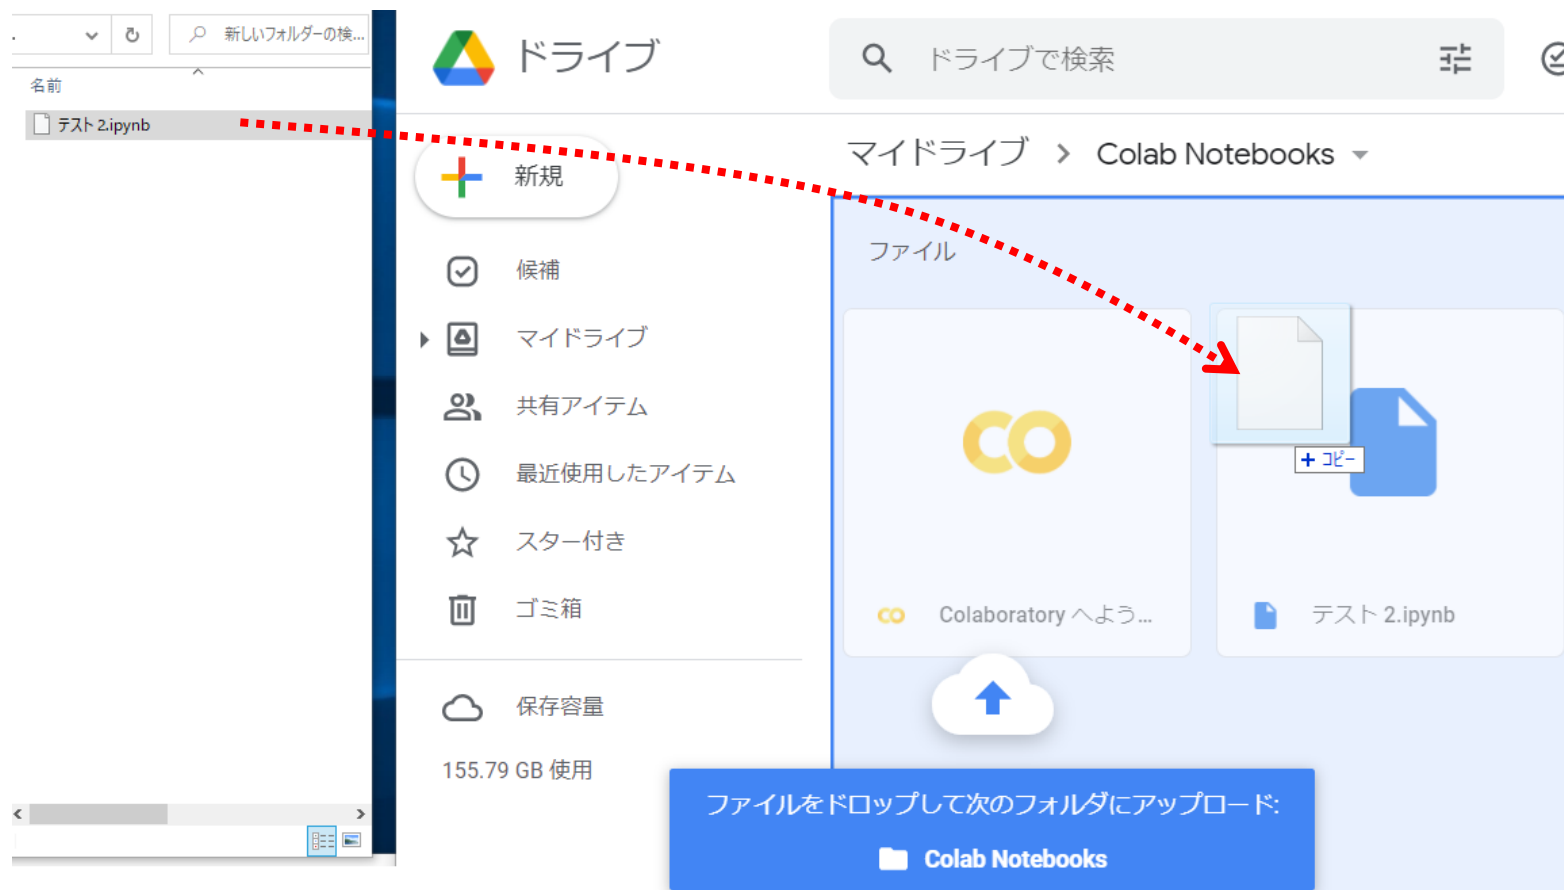 新しいフォルダーの検...
名前
テスト 2.ipynb
ドライブ
ドライブで検索
マイドライブ > Colab Notebooks
新規
候補
マイドライブ
共有アイテム
最近使用したアイテム
スター付き
ゴミ箱
保存容量
155.79 GB 使用
ファイル
+ コピー
Colaboratory へよう...
テスト 2.ipynb
ファイルをドロップして次のフォルダにアップロード:
Colab Notebooks